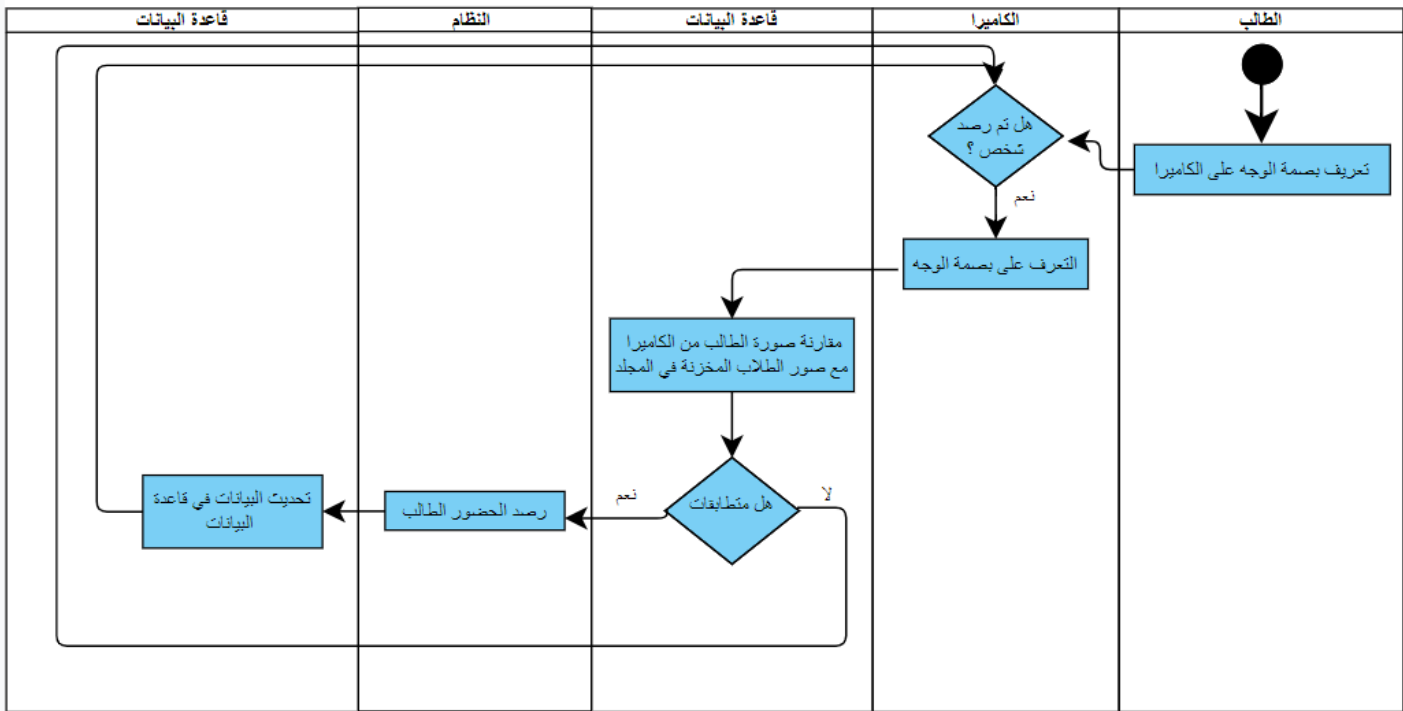 الطالب
الكاميرا
قاعدة البيانات
النظام
قاعدة البيانات
تعريف بصمة الوجه على الكاميرا
هل تم رصد
شخص ؟
نعم
التعرف على بصمة الوجه
مقارنة صورة الطالب من الكاميرا
مع صور الطلاب المخزنة في المجلد
هل متطابقات
لا
نعم
رصد الحضور الطالب
تحديث البيانات في قاعدة
البيانات